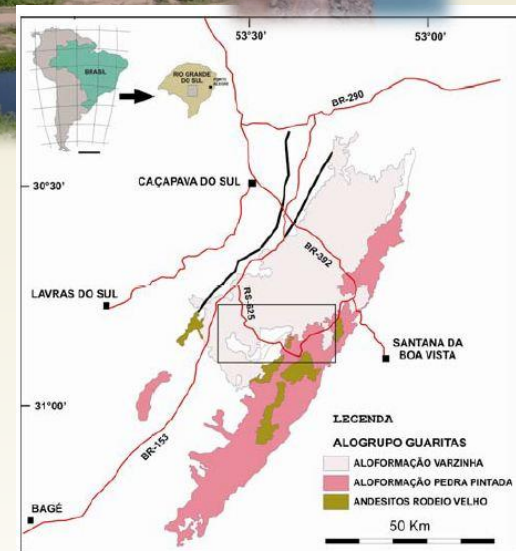 53°30'
53°00'
BRASIL
RIO GRANDE
DO SUL
PORTO
ALEGRE
BR-290
30°30'
CAÇAPAVA DO SUL
BR-392
LAVRAS DO SUL
RS-625
SANTANA DA
BOA VISTA
31°00'
BR-153
LEGENDA
ALOGRUPO GUARITAS
ALOFORMAÇÃO VARZINHA
ALOFORMAÇÃO PEDRA PINTADA
ANDESITOS RODEIO VELHO
BAGÉ
50 Km